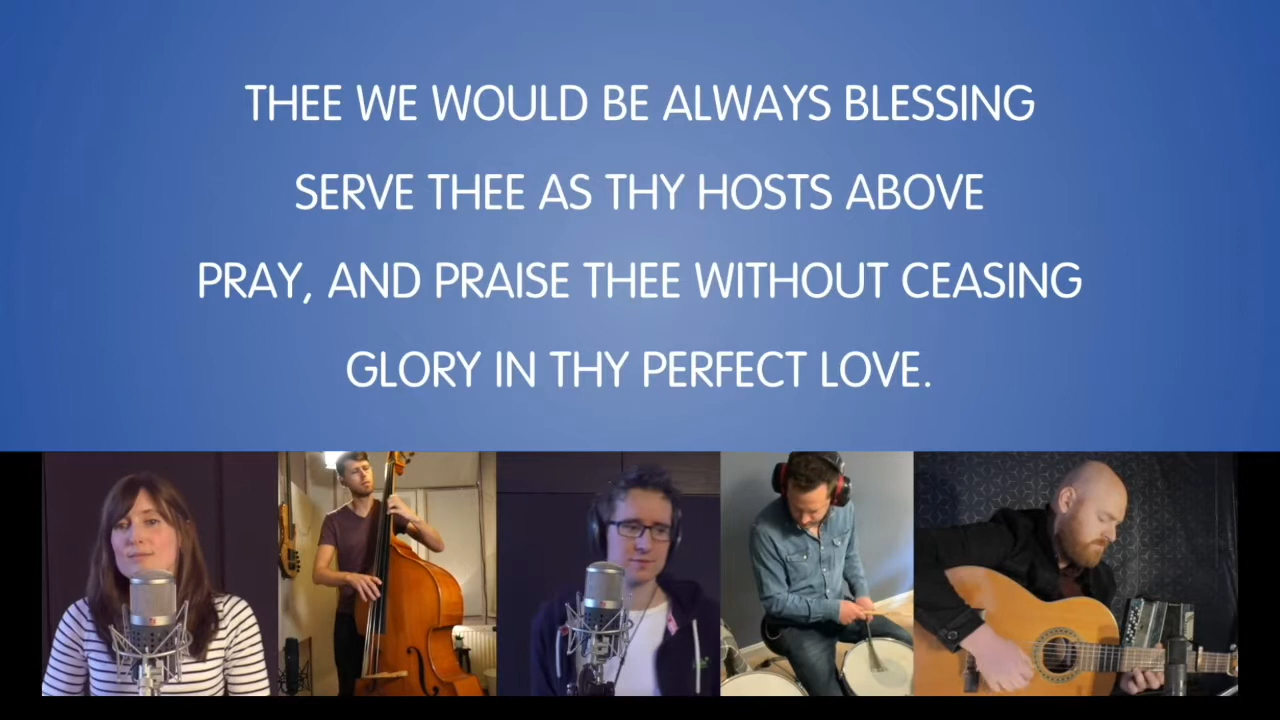 THEE WE WOULD BE ALWAYS BLESSING
SERVE THEE AS THY HOSTS ABOVE
PRAY, AND PRAISE THEE WITHOUT CEASING
GLORY IN THY PERFECT LOVE.